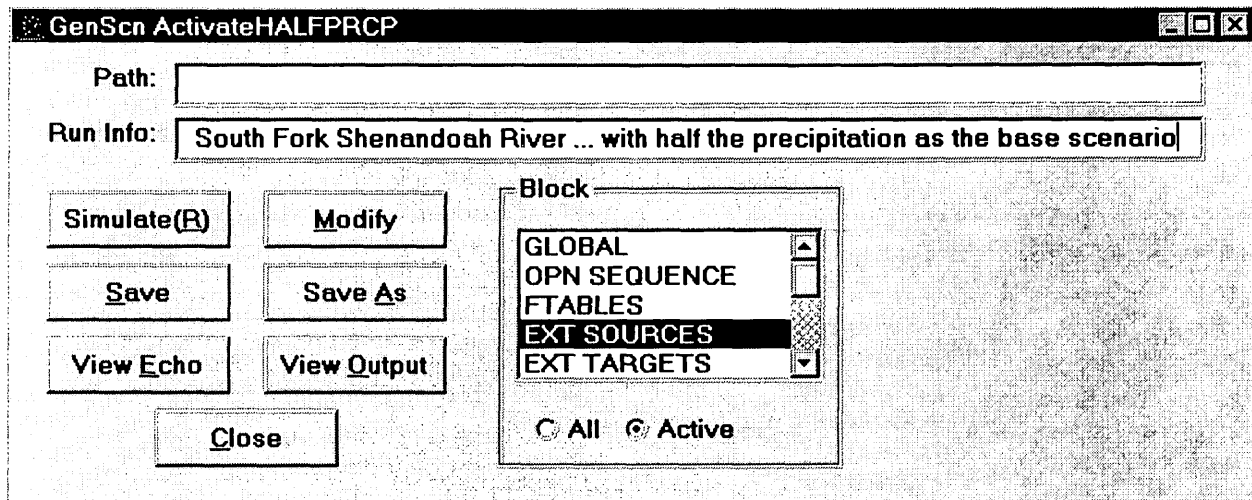 GenScn ActivateHALFPRCP
Path:
Run Info: South Fork Shenandoah River ... with half the precipitation as the base scenario
Block
Simulate(R) Modify
GLOBAL
OPN SEQUENCE
Save Save As
FTABLES
EXT SOURCES
View Echo View Output
EXT TARGETS
Close
All Active